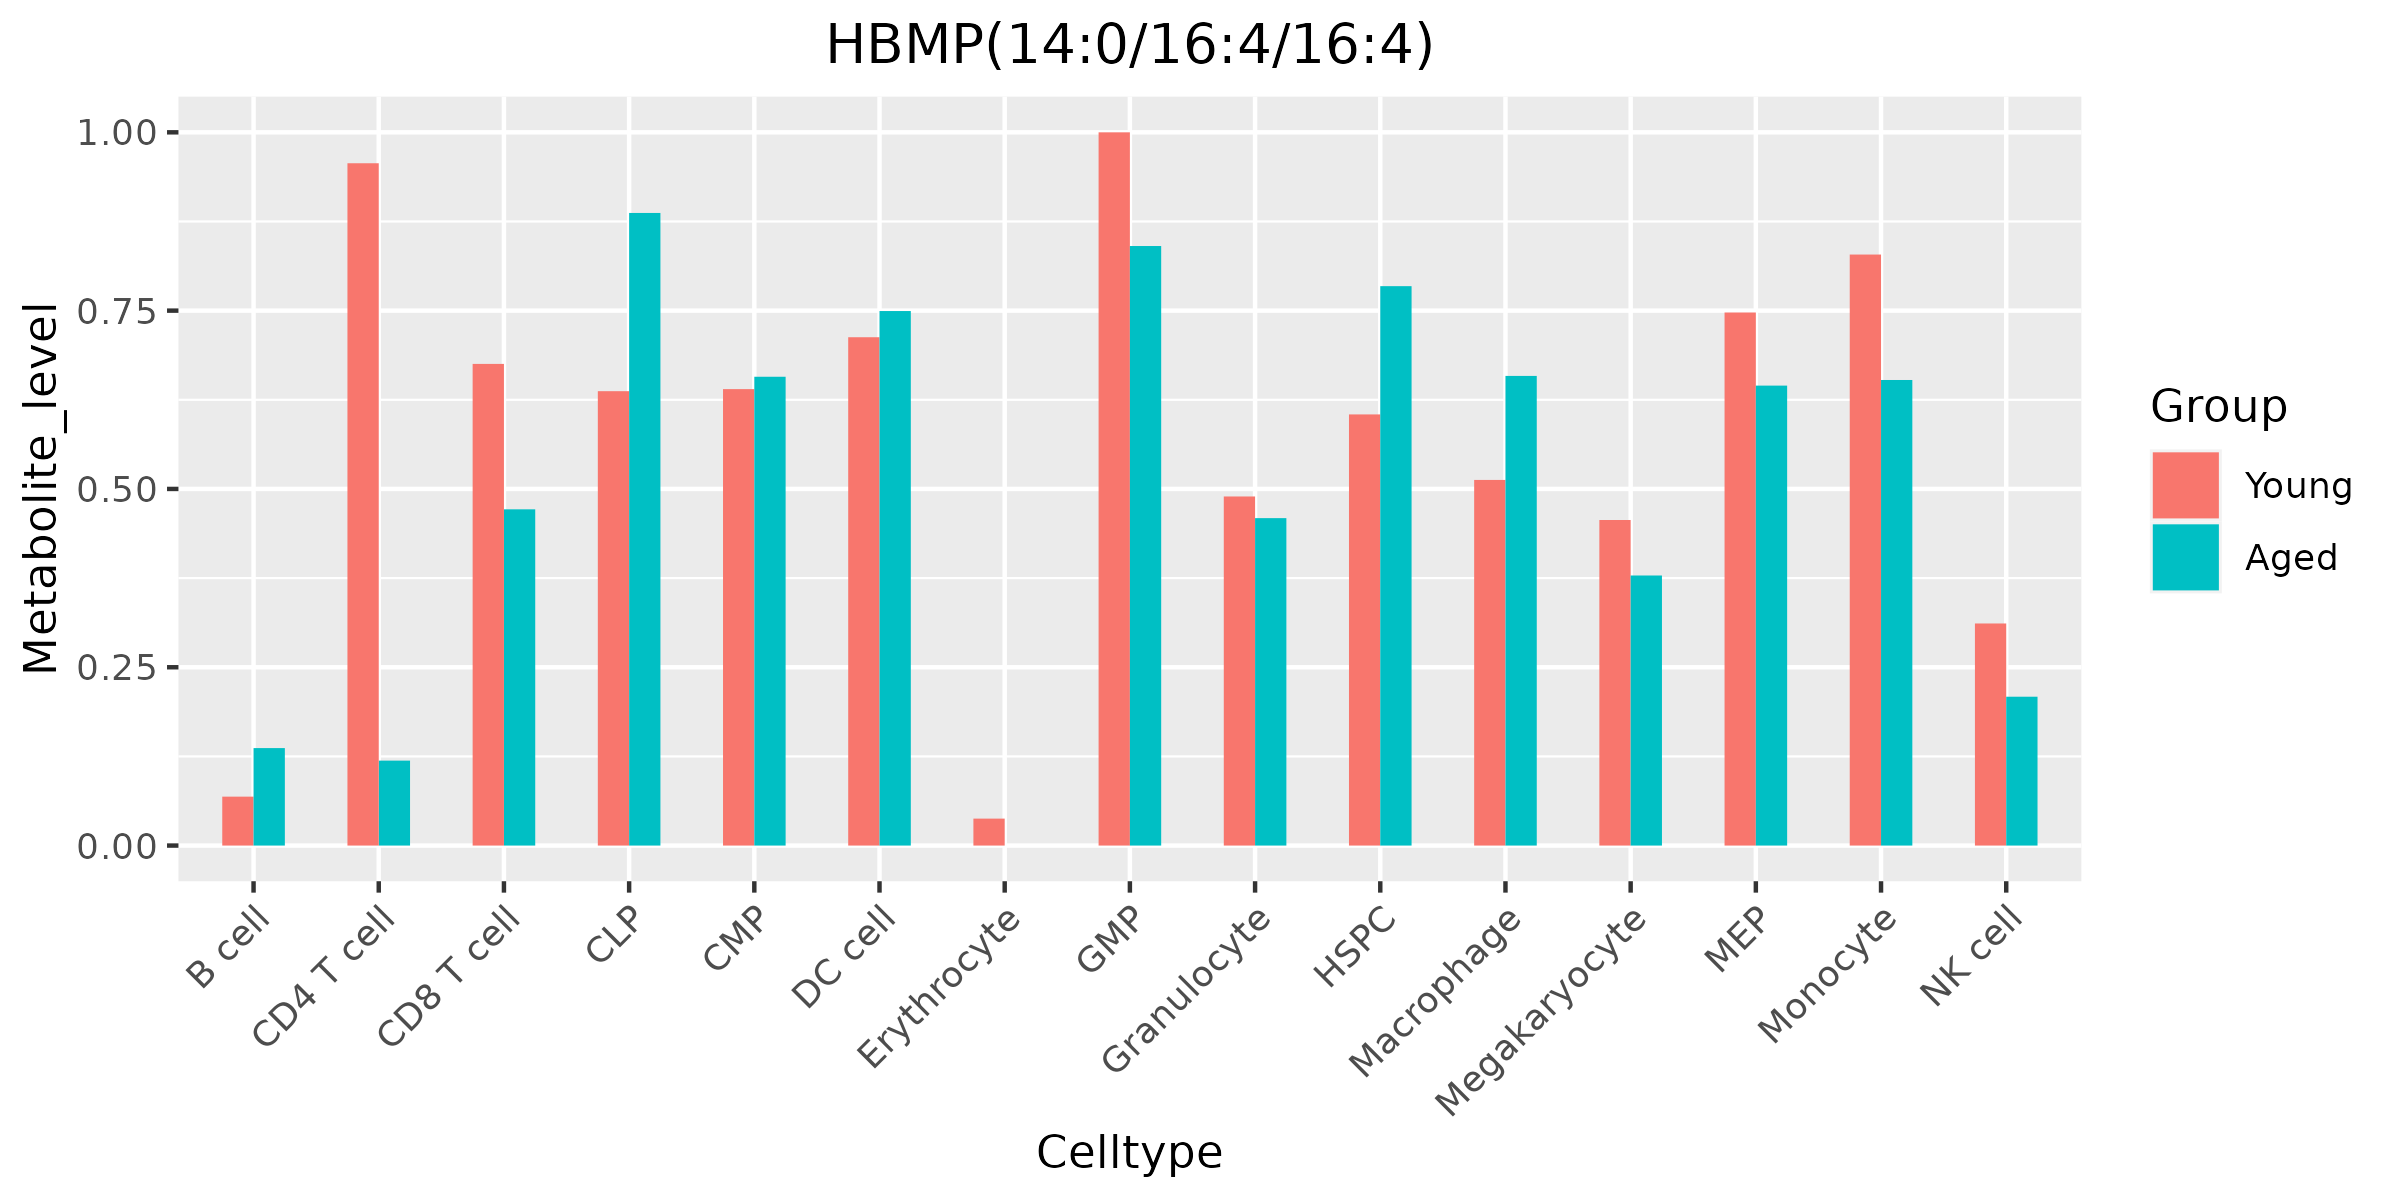 HBMP(14:0/16:4/16:4)
Metabolite_level
1.00
0.75
0.50
0.25
0.00
B cell
CD4 T cell
CD8 T cell
CLP
CMP
DC cell
Erythrocyte
GMP
Granulocyte
HSPC
Macrophage
Megakaryocyte
MEP
Monocyte
NK cell
Celltype
Group
Young
Aged